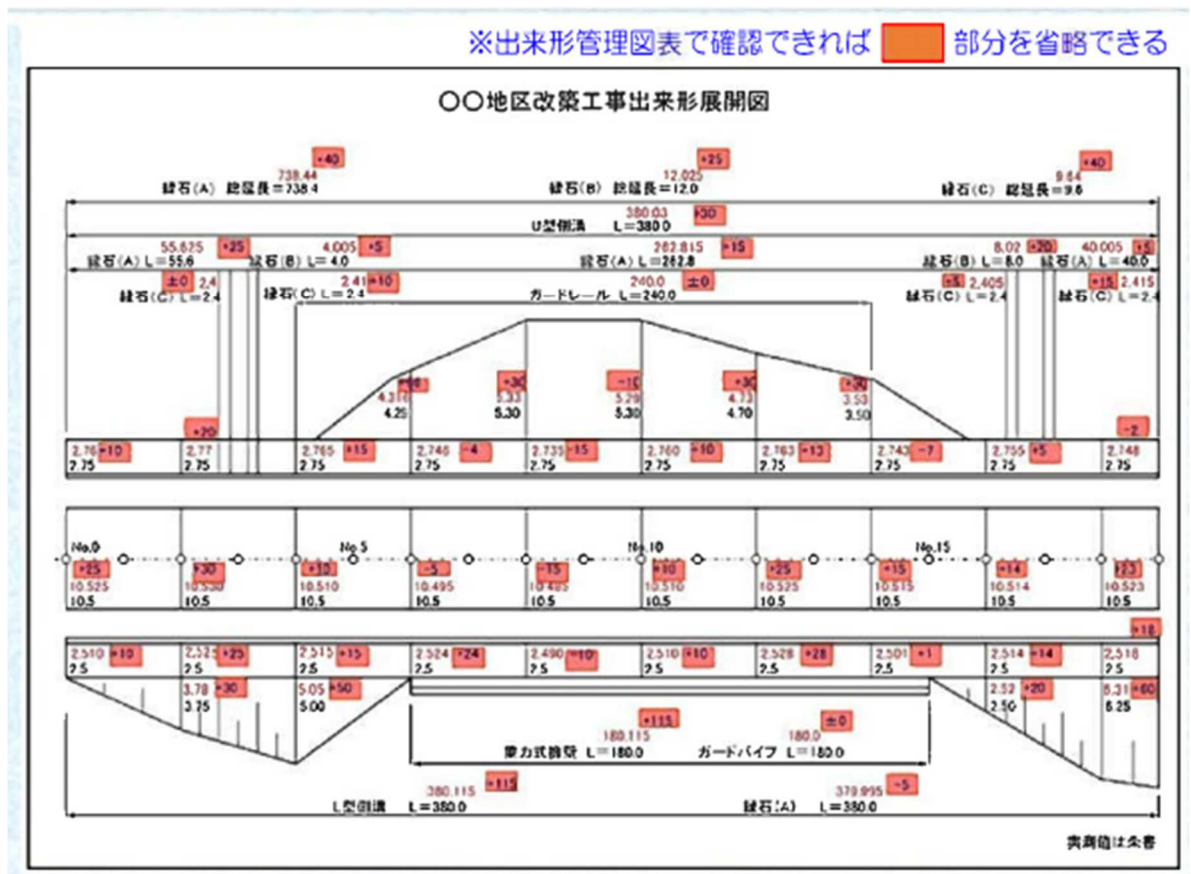 ※出来形管理図表で確認できれば 部分を省略できる
〇〇地区改築工事出来形展開図
+40 +25 +40
738.44 12.025 9.64
縁石(A) 総延長=738.4 縁石(B) 総延長=12.0 縁石(C) 総延長=9.6
380.03 +30
U型側溝 L=380.0
55.625 +25 4.005 +5 262.815 +15 8.02 +20 40.005 +5
縁石(A) L=55.6 縁石(B) L=4.0 縁石(A) L=262.8 縁石(B) L=8.0 縁石(A) L=40.0
±0 2.4 2.41 +10 240.0 ±0 +5 2.405 +15 2.415
縁石(C) L=2.4 縁石(C) L=2.4 ガードレール L=240.0 縁石(C) L=2.4 縁石(C) L=2.4
+30 -10 +30 +30
5.33 5.29 4.73 3.53
4.25 5.30 5.30 4.70 3.50
+20 -2
2.76 +10 2.77 2.765 +15 2.746 -4 2.735 -15 2.760 +10 2.763 +13 2.743 -7 2.755 +5 2.748
2.75 2.75 2.75 2.75 2.75 2.75 2.75 2.75 2.75 2.75
No.0 No.5 No.10 No.15
+25 +30 +10 -5 -15 +10 +25 +15 +14 +23
10.525 10.530 10.510 10.495 10.485 10.510 10.525 10.515 10.514 10.523
10.5 10.5 10.5 10.5 10.5 10.5 10.5 10.5 10.5 10.5
+18
2.510 +10 2.525 +25 2.515 +15 2.524 +24 2.490 -10 2.510 +10 2.528 +28 2.501 +1 2.514 +14 2.518
2.5 2.5 2.5 2.5 2.5 2.5 2.5 2.5 2.5 2.5
3.78 +30 5.05 +50 2.52 +20 6.31 +60
3.75 5.00 2.50 6.25
+115 ±0
180.115 180.0
重力式擁壁 L=180.0 ガードパイプ L=180.0
380.115 +115 379.995 -5
L型側溝 L=380.0 縁石(A) L=380.0
実測値は朱書